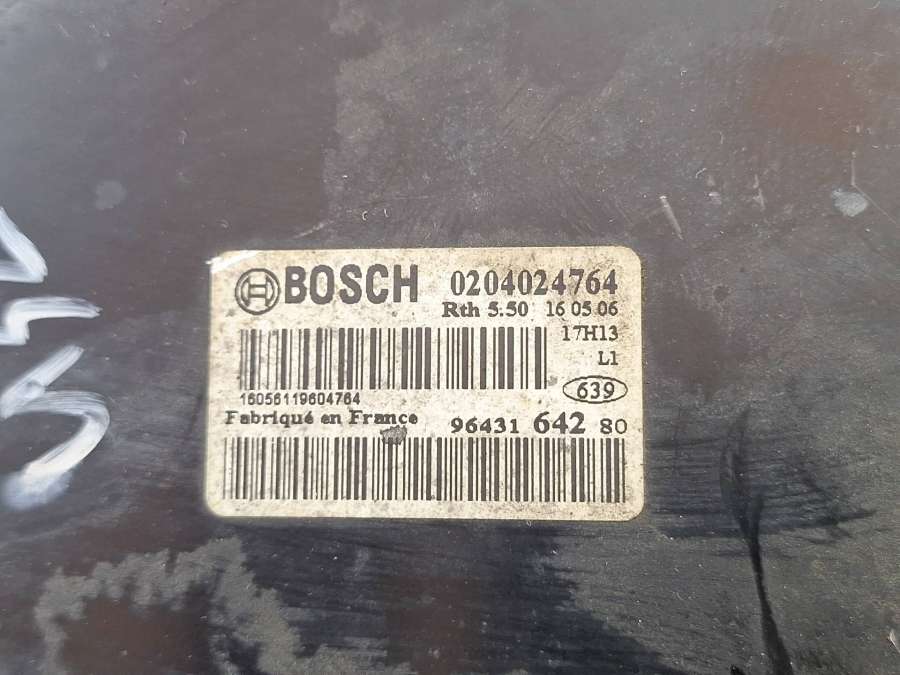 BOSCH 0204024764
Rth 5.50 16 05 06
17H13
L1
16056119604764
639
Fabriqué en France 96431 642 80